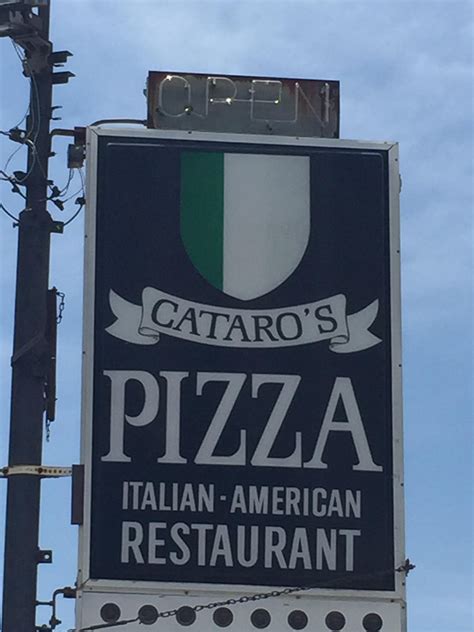 OPEN
CATARO'S
PIZZA
ITALIAN-AMERICAN
RESTAURANT